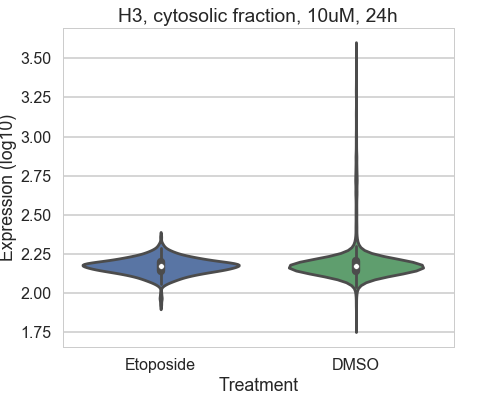 H3, cytosolic fraction, 10uM, 24h
Expression (log10)
3.50
3.25
3.00
2.75
2.50
2.25
2.00
1.75
Etoposide DMSO
Treatment